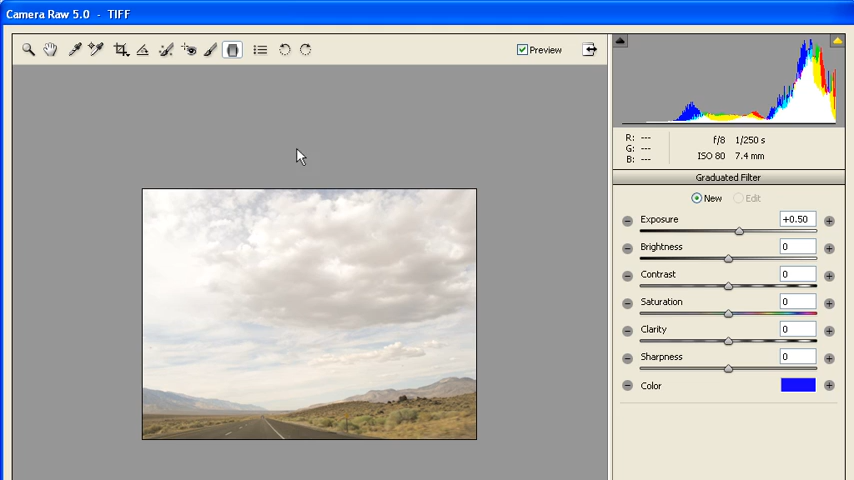 Camera Raw 5.0 - TIFF
Preview
R: ---
G: ---
B: ---
f/8 1/250 s
ISO 80 7.4 mm
Graduated Filter
New Edit
Exposure +0.50
Brightness 0
Contrast 0
Saturation 0
Clarity 0
Sharpness 0
Color